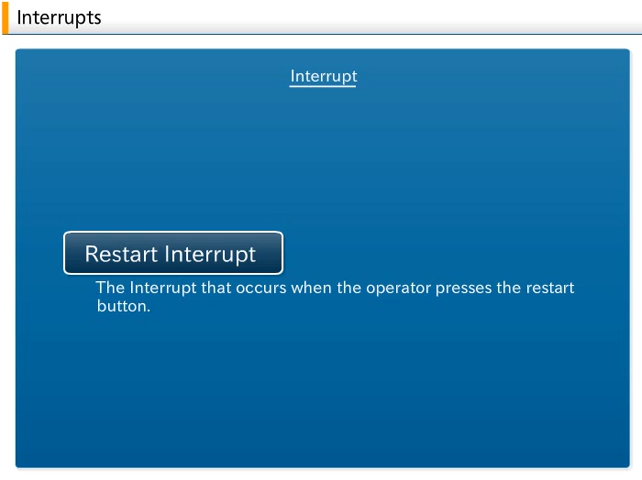 Interrupts
Interrupt
Restart Interrupt
The Interrupt that occurs when the operator presses the restart
button.